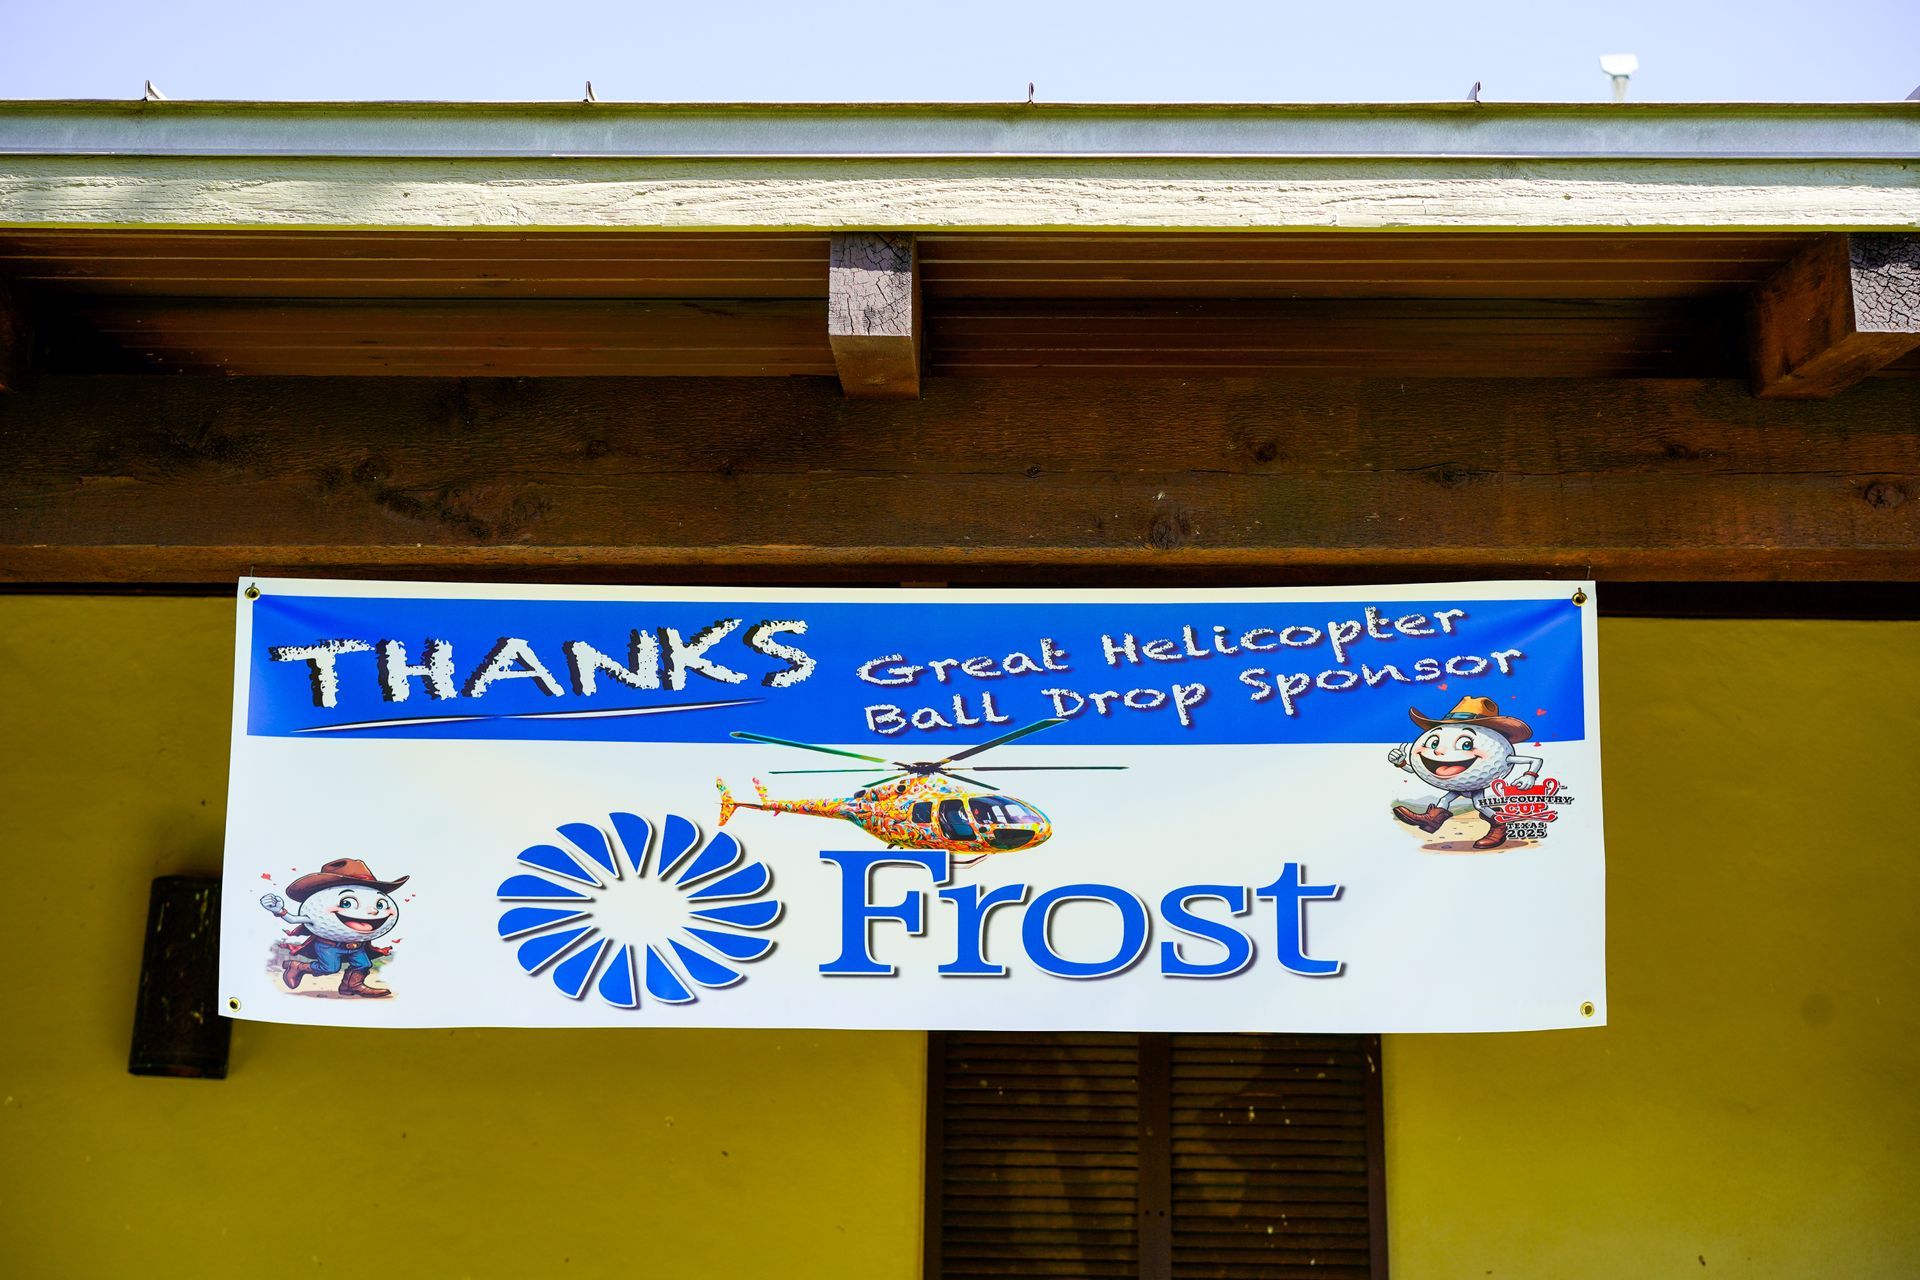 THANKS
Great Helicopter
Ball Drop Sponsor
HILL COUNTRY
CUP
TEXAS
2025
Frost